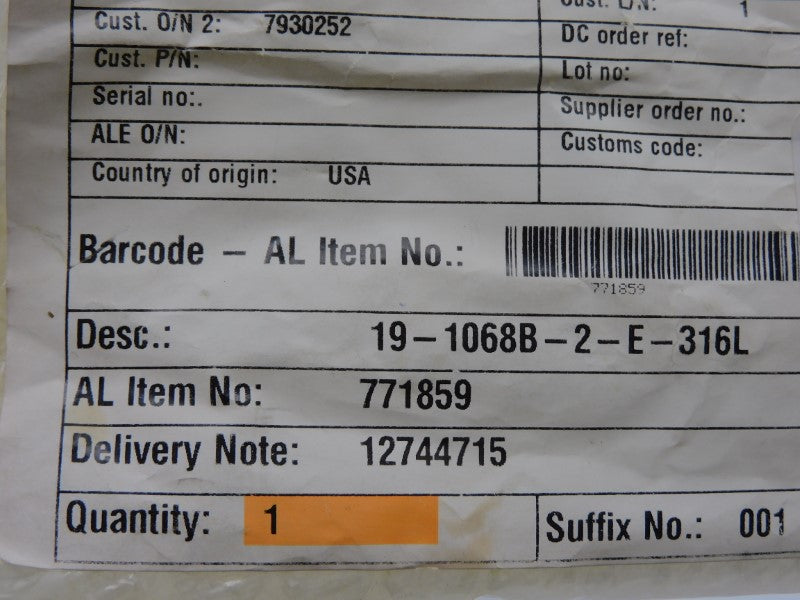 Cust. L/N: 1
Cust. O/N 2: 7930252
DC order ref:
Cust. P/N:
Lot no:
Serial no:.
Supplier order no.:
ALE O/N:
Customs code:
Country of origin: USA
Barcode – AL Item No.:
771859
Desc.: 19-1068B-2-E-316L
AL Item No: 771859
Delivery Note: 12744715
Quantity: 1
Suffix No.: 001